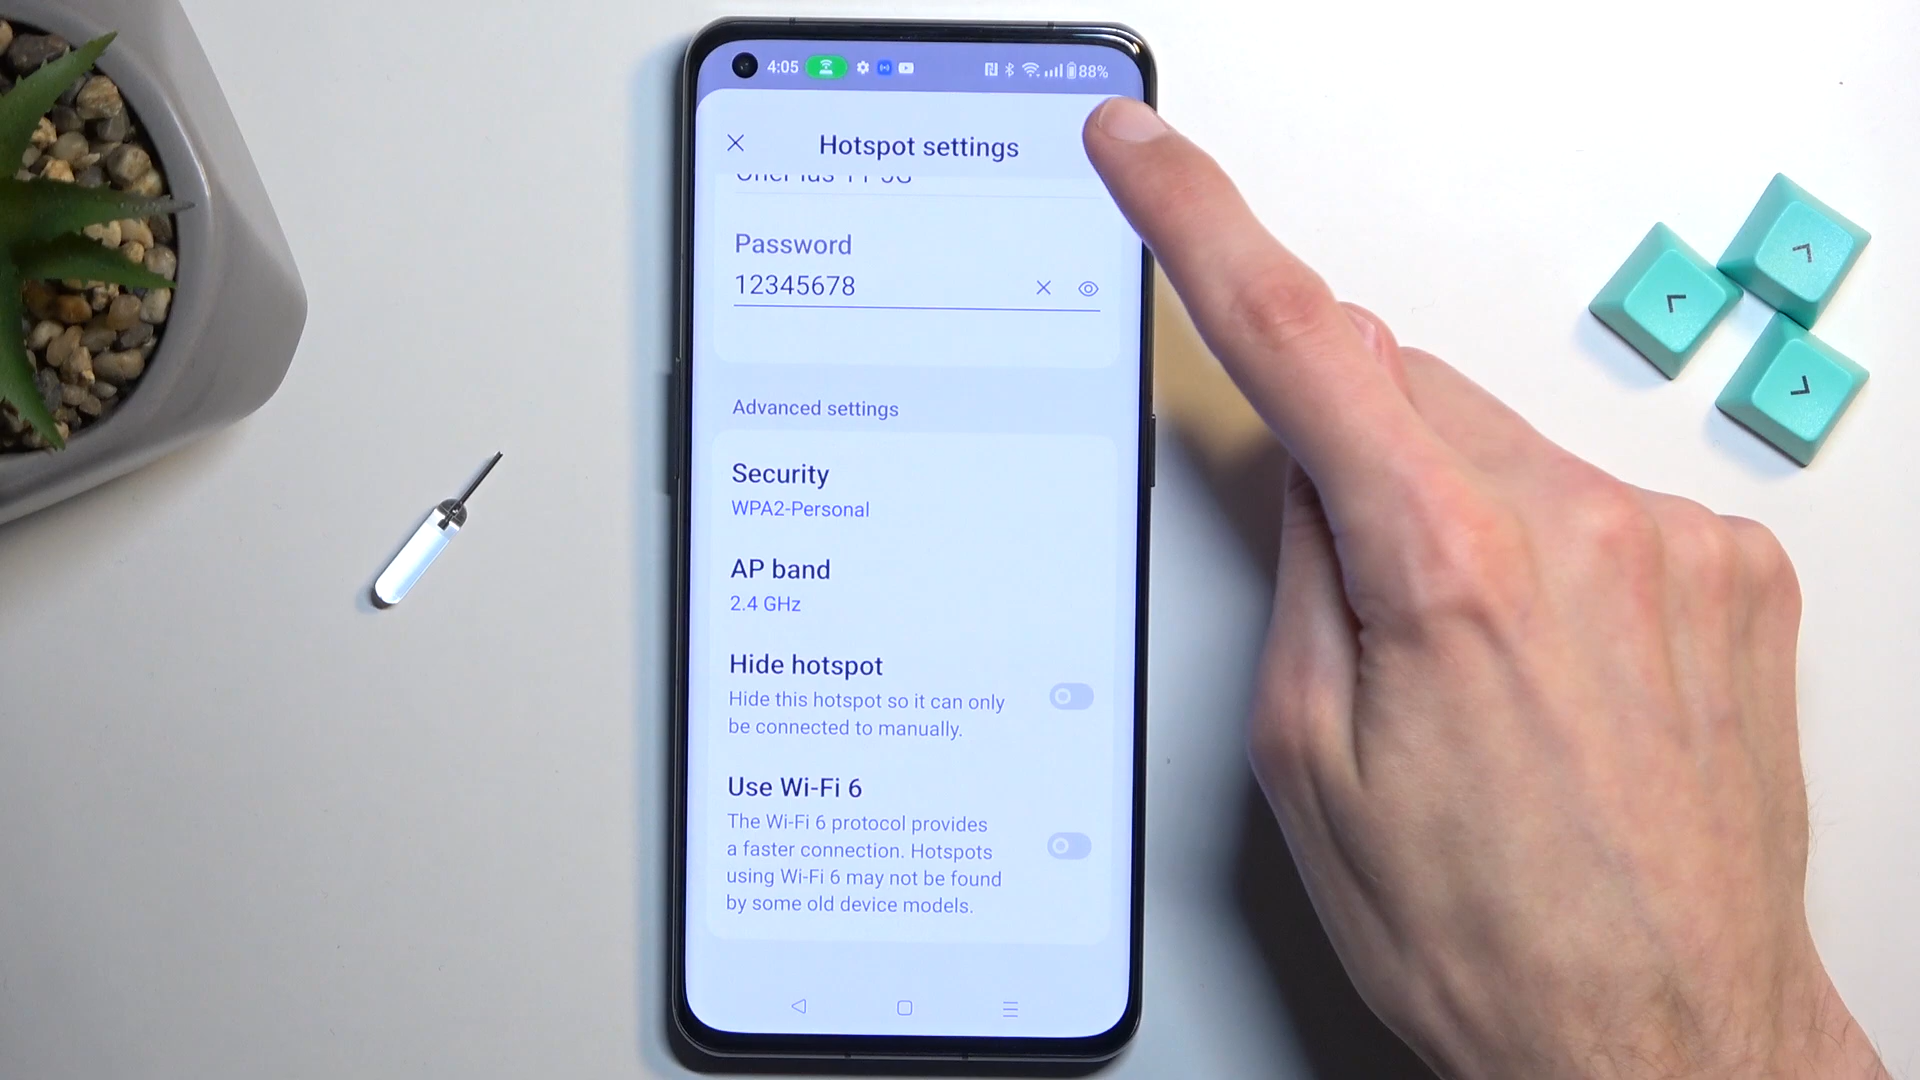 4:05 88%
Hotspot settings
Password
12345678
Advanced settings
Security
WPA2-Personal
AP band
2.4 GHz
Hide hotspot
Hide this hotspot so it can only
be connected to manually.
Use Wi-Fi 6
The Wi-Fi 6 protocol provides
a faster connection. Hotspots
using Wi-Fi 6 may not be found
by some old device models.